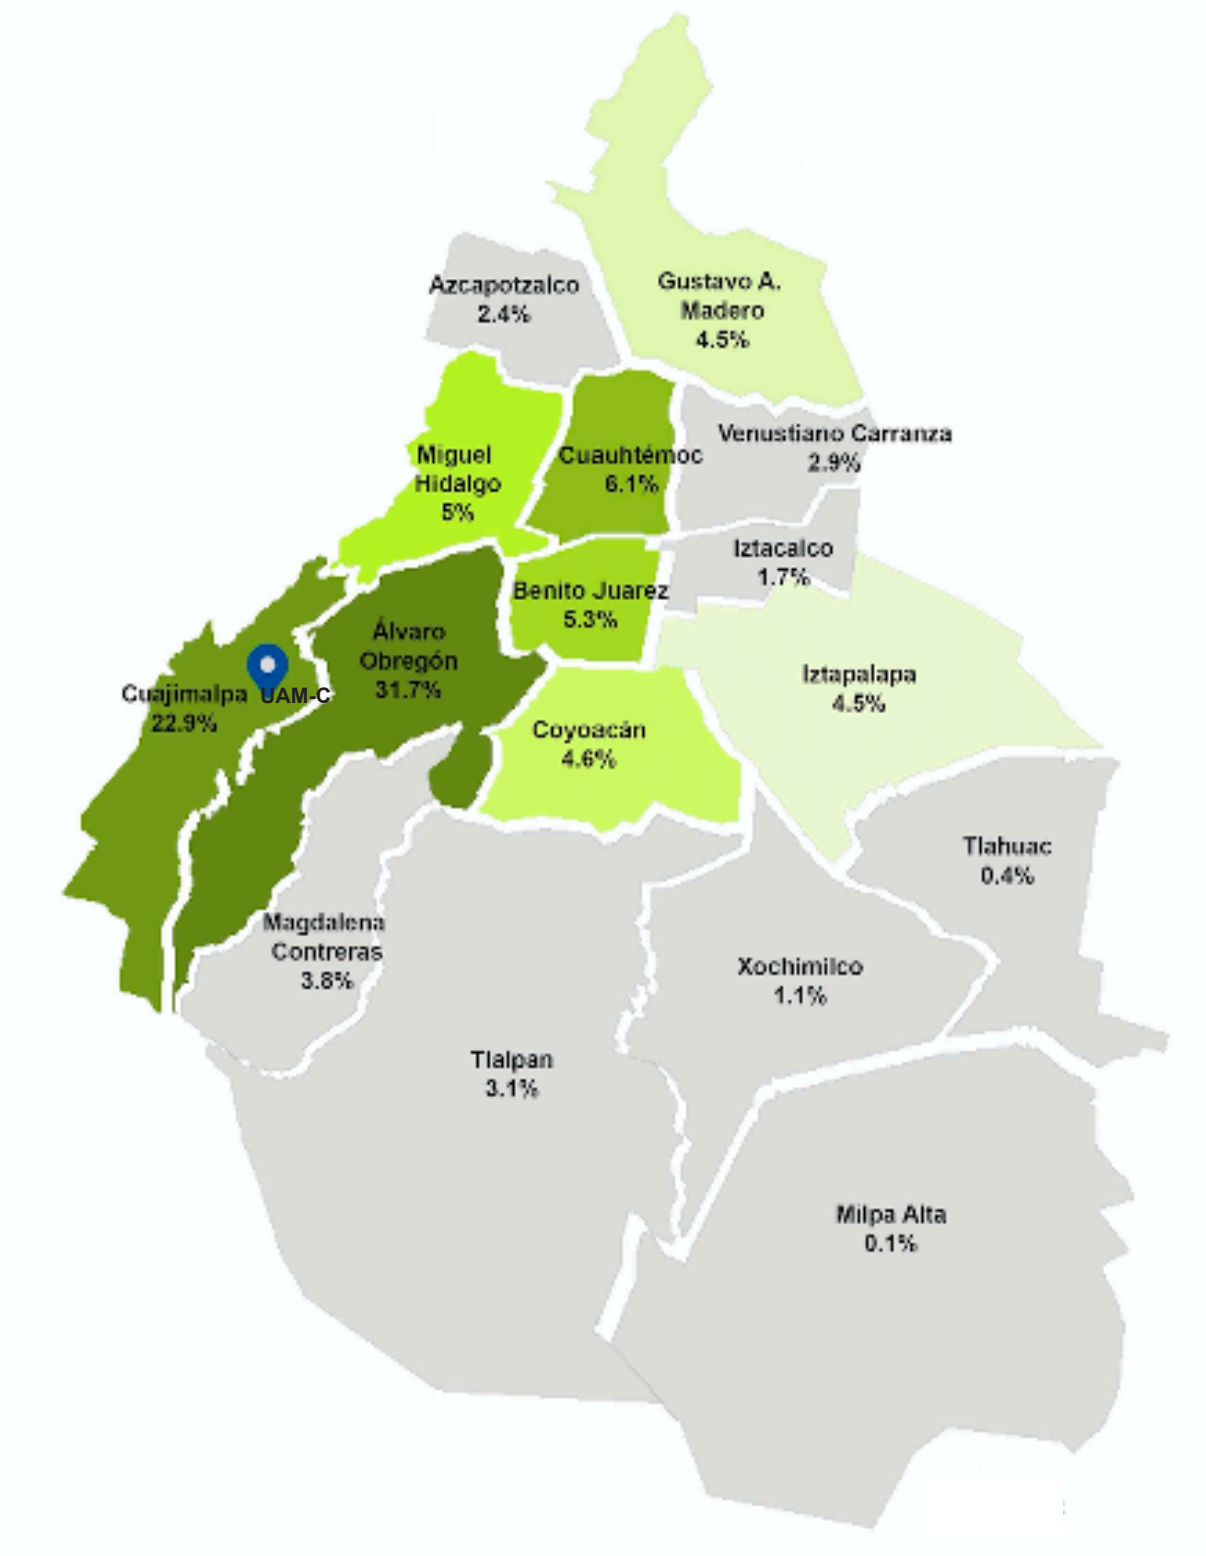 Gustavo A.
Madero
4.5%
Azcapotzalco
2.4%
Miguel
Hidalgo
5%
Cuauhtémoc
6.1%
Venustiano Carranza
2.9%
Iztacalco
1.7%
Benito Juarez
5.3%
Álvaro
Obregón
31.7%
Cuajimalpa
22.9%
UAM-C
Iztapalapa
4.5%
Coyoacán
4.6%
Tlahuac
0.4%
Magdalena
Contreras
3.8%
Xochimilco
1.1%
Tlalpan
3.1%
Milpa Alta
0.1%